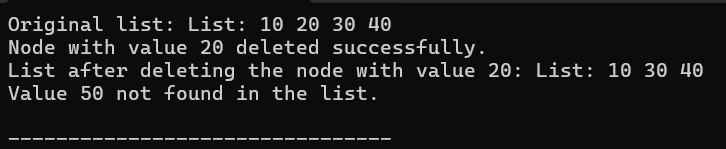 Original list: List: 10 20 30 40
Node with value 20 deleted successfully.
List after deleting the node with value 20: List: 10 30 40
Value 50 not found in the list.
--------------------------------